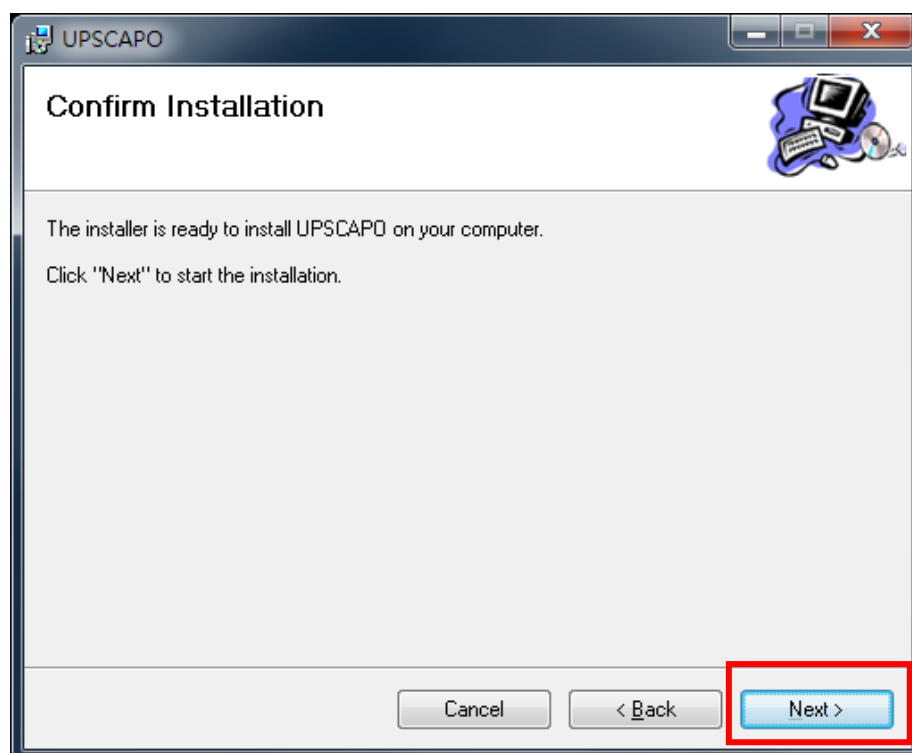 UPSCAPO
Confirm Installation
The installer is ready to install UPSCAPO on your computer.
Click "Next" to start the installation.
Cancel
< Back
Next >